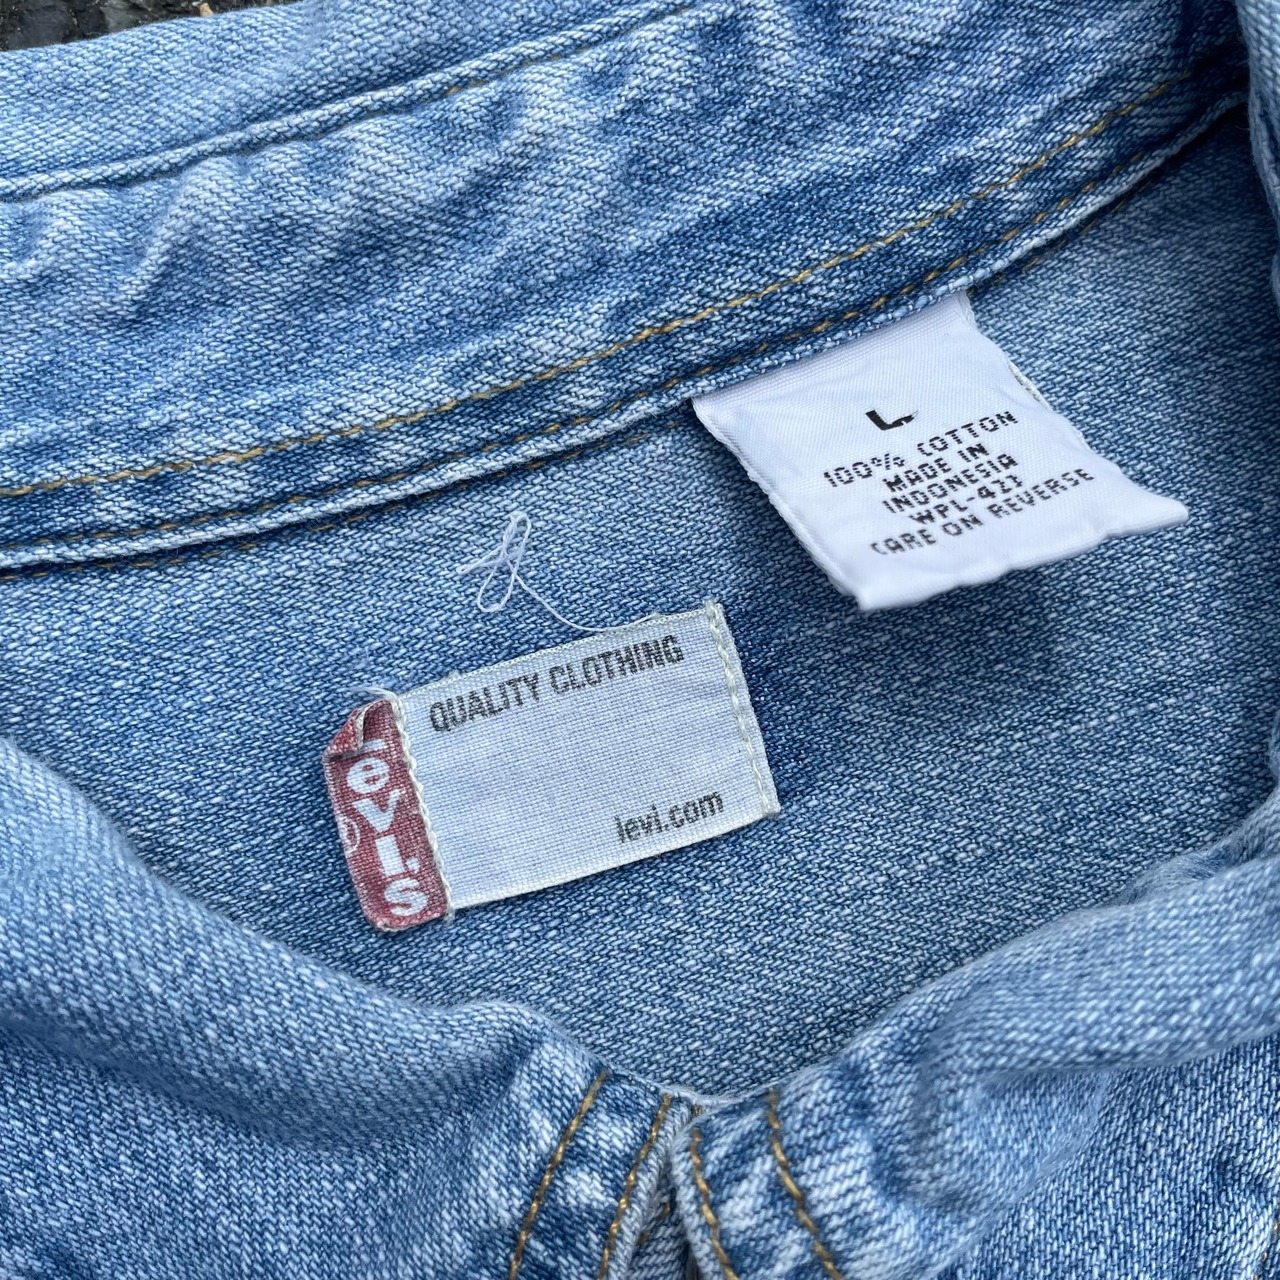 L
100% COTTON
MADE IN
INDONESIA
WPL-423
CARE ON REVERSE
QUALITY CLOTHING
levi.com
Levi's
®